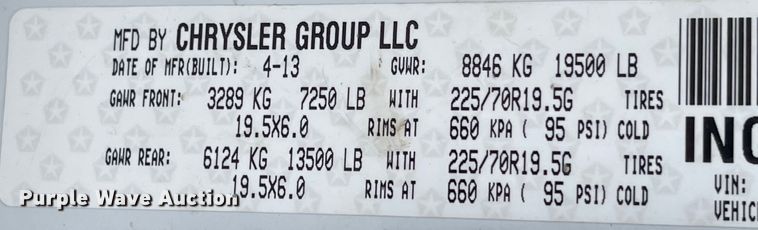 MFD BY CHRYSLER GROUP LLC
DATE OF MFR(BUILT): 4-13 GVWR: 8846 KG 19500 LB
GAWR FRONT: 3289 KG 7250 LB WITH 225/70R19.5G TIRES
19.5X6.0 RIMS AT 660 KPA ( 95 PSI) COLD
GAWR REAR: 6124 KG 13500 LB WITH 225/70R19.5G TIRES
19.5X6.0 RIMS AT 660 KPA ( 95 PSI) COLD
VIN:
Purple Wave Auction